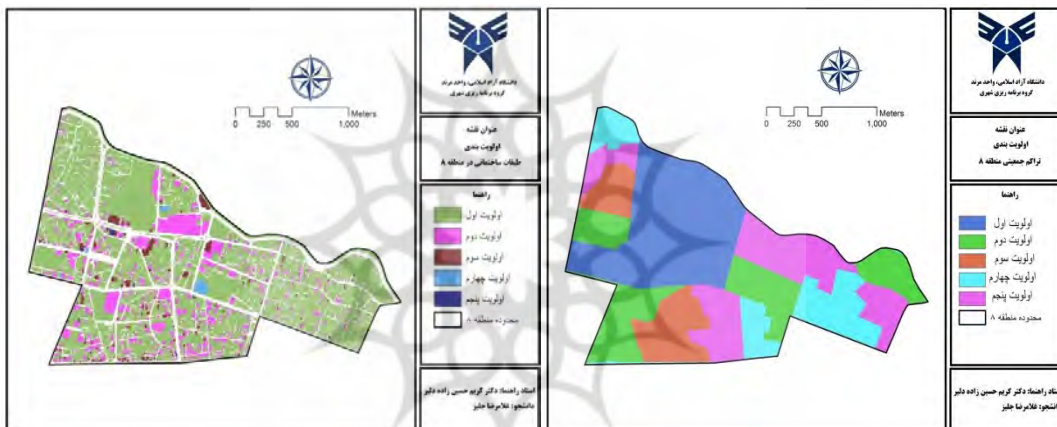 Meters
0 250 500 1,000
دانشگاه آزاد اسلامی، واحد مرند
گروه برنامه ریزی شهری
عنوان نقشه
اولویت بندی
طبقات ساختمانی در منطقه ۸
راهنما
اولویت اول
اولویت دوم
اولویت سوم
اولویت چهارم
اولویت پنجم
محدوده منطقه ۸
استاد راهنما: دکتر کریم حسین زاده دلیر
دانشجو: غلامرضا جلیز
Meters
0 250 500 1,000
دانشگاه آزاد اسلامی، واحد مرند
گروه برنامه ریزی شهری
عنوان نقشه
اولویت بندی
تراکم جمعیتی منطقه ۸
راهنما
اولویت اول
اولویت دوم
اولویت سوم
اولویت چهارم
اولویت پنجم
محدوده منطقه ۸
ستاد راهنما: دکتر کریم حسین زاده دلیر
دانشجو: غلامرضا جلیز